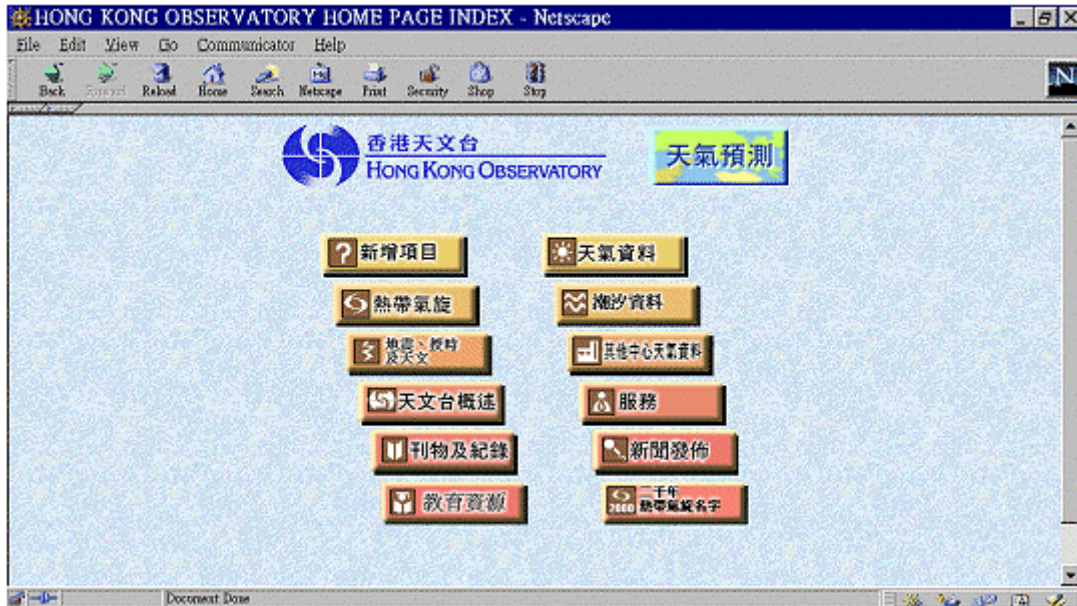 HONG KONG OBSERVATORY HOME PAGE INDEX - Netscape
File Edit View Go Communicator Help
Back Forward Reload Home Search Netscape Print Security Shop Stop
N
香港天文台
HONG KONG OBSERVATORY
天氣預測
新增項目
天氣資料
熱帶氣旋
潮汐資料
地震、授時
及天文
其他中心天氣資料
天文台概述
服務
刊物及紀錄
新聞發佈
教育資源
二千年
2000 熱帶氣旋名字
Document Done